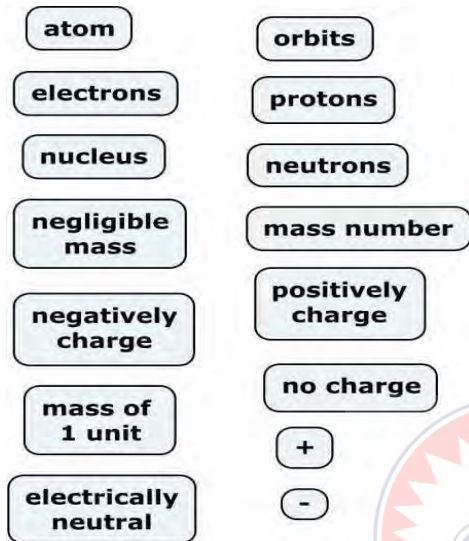 atom
electrons
nucleus
negligible
mass
negatively
charge
mass of
1 unit
electrically
neutral
orbits
protons
neutrons
mass number
positively
charge
no charge
+
-